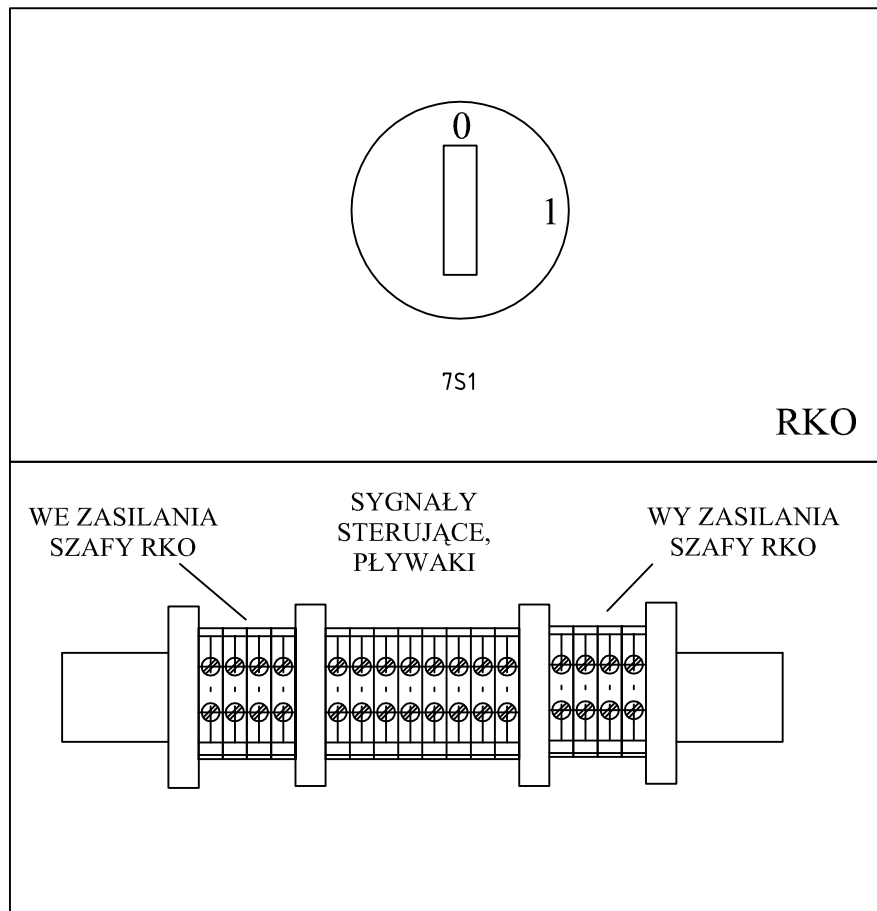 0
1
7S1
RKO
WE ZASILANIA
SZAFY RKO
SYGNAŁY
STERUJĄCE,
PŁYWAKI
WY ZASILANIA
SZAFY RKO